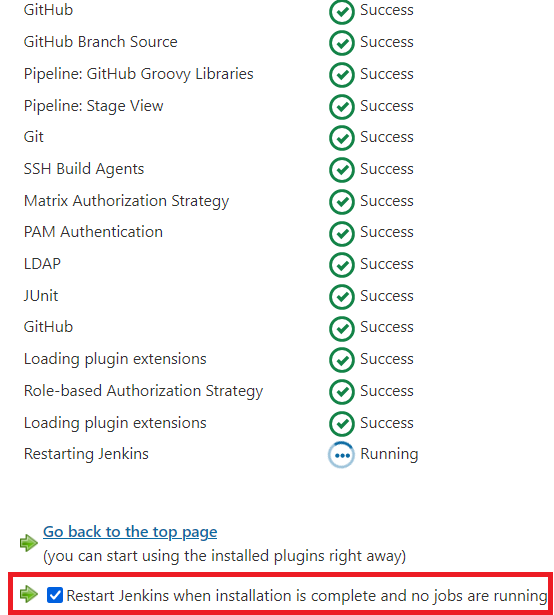 GitHub Success
GitHub Branch Source Success
Pipeline: GitHub Groovy Libraries Success
Pipeline: Stage View Success
Git Success
SSH Build Agents Success
Matrix Authorization Strategy Success
PAM Authentication Success
LDAP Success
JUnit Success
GitHub Success
Loading plugin extensions Success
Role-based Authorization Strategy Success
Loading plugin extensions Success
Restarting Jenkins Running
Go back to the top page
(you can start using the installed plugins right away)
Restart Jenkins when installation is complete and no jobs are running